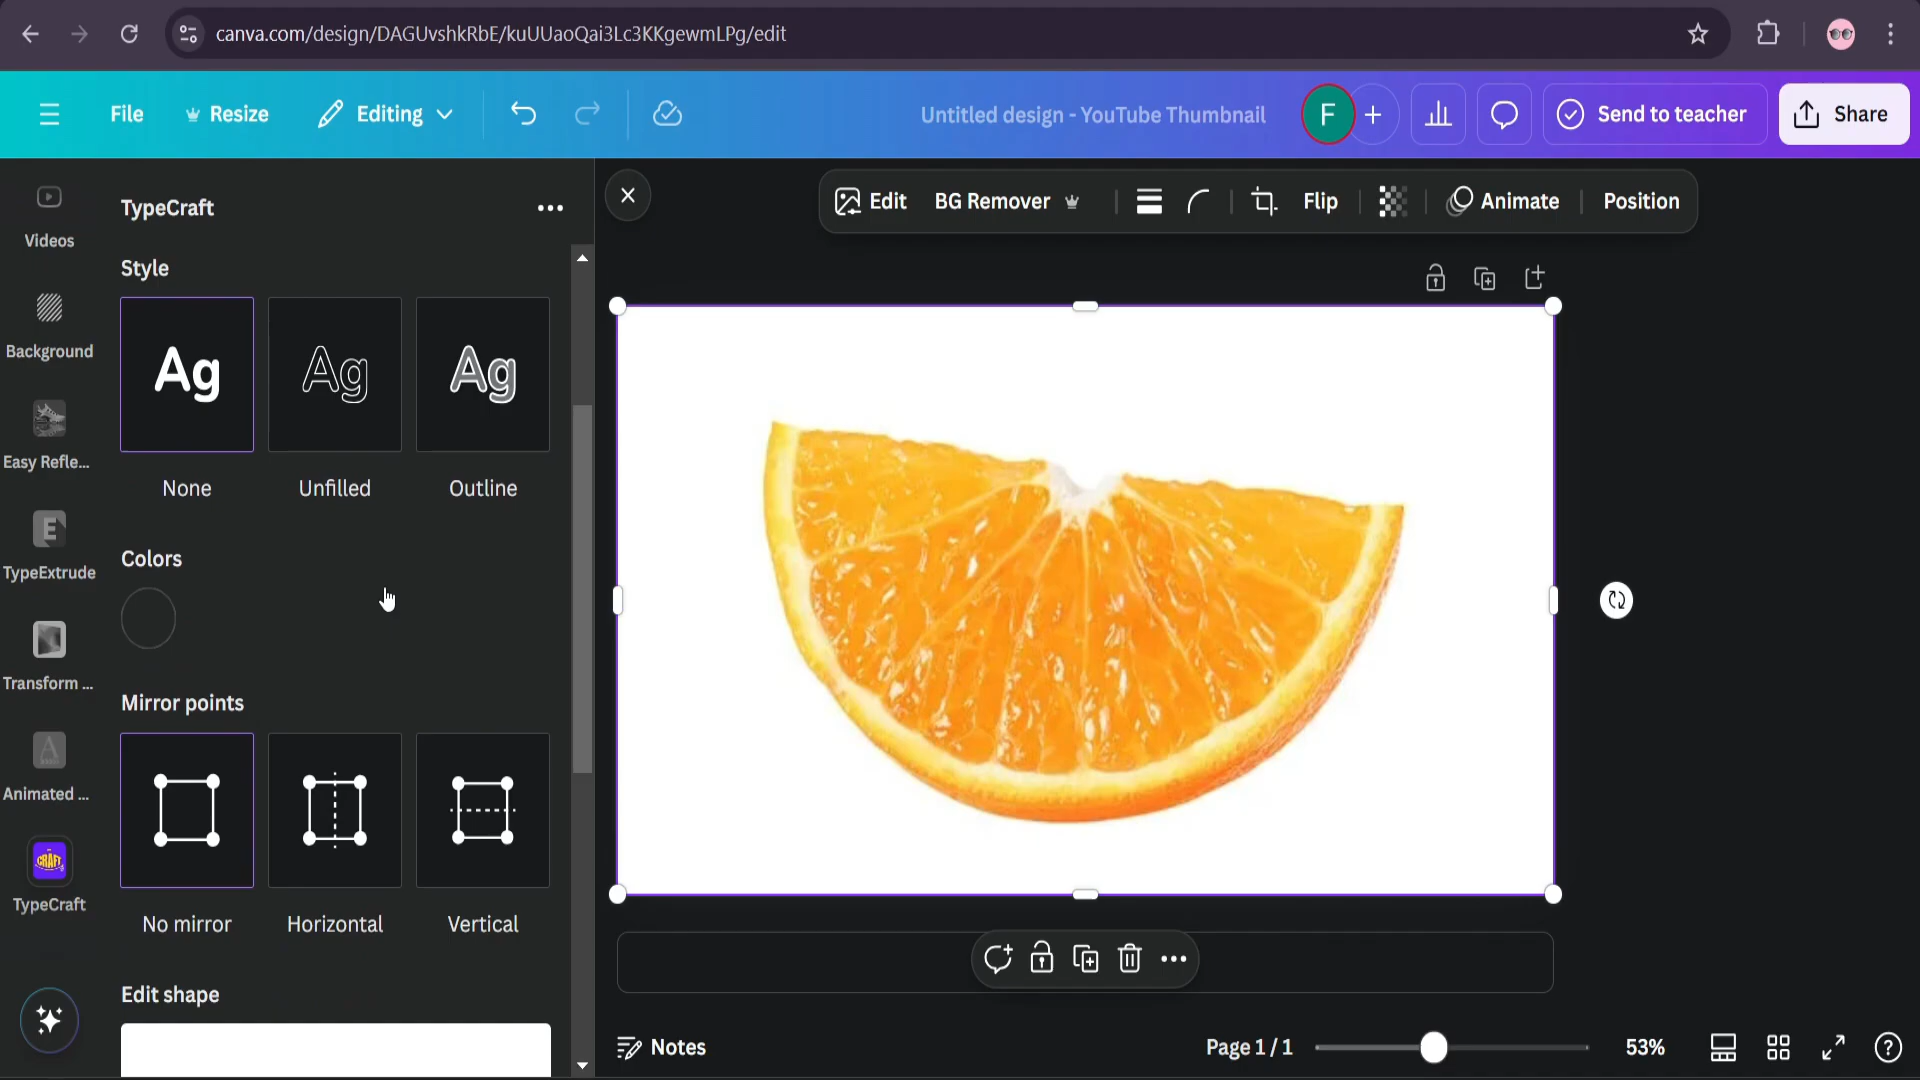 canva.com/design/DAGUvshkRbE/kuUUaoQai3Lc3KKgewmLPg/edit
File
Resize
Editing
Untitled design - YouTube Thumbnail
F
Send to teacher
Share
Videos
Background
Easy Refle...
TypeExtrude
Transform ...
Animated ...
TypeCraft
TypeCraft
Style
Ag
Ag
Ag
None
Unfilled
Outline
Colors
Mirror points
No mirror
Horizontal
Vertical
Edit shape
Edit
BG Remover
Flip
Animate
Position
Notes
Page 1 / 1
53%
E
A
CRAFT